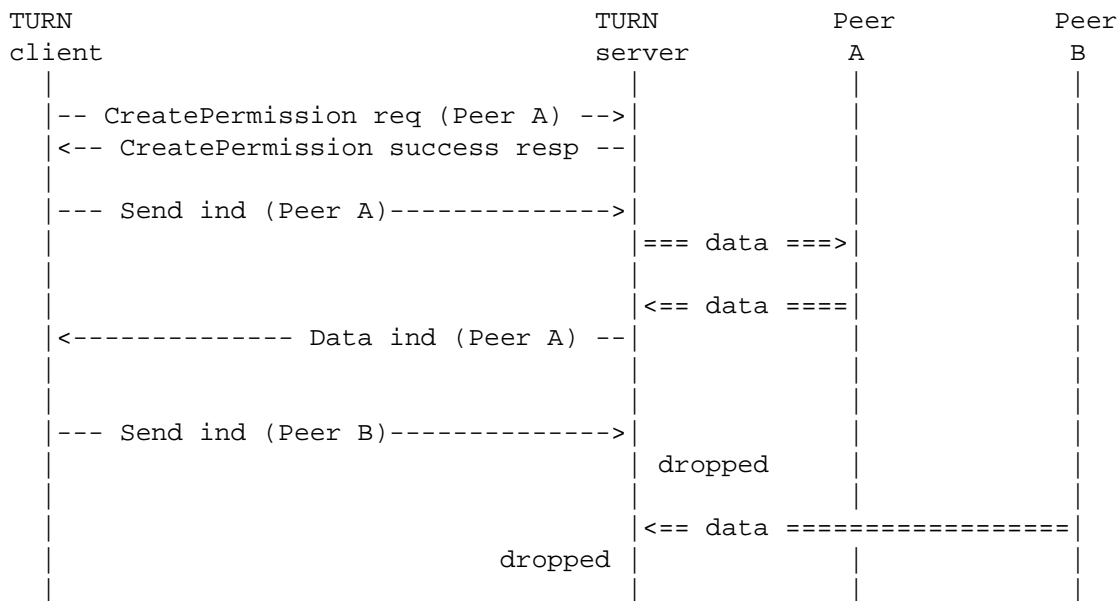 TURN                                 TURN           Peer          Peer
client                               server          A             B
  |                                    |             |             |
  |-- CreatePermission req (Peer A) -->|             |             |
  |<-- CreatePermission success resp --|             |             |
  |                                    |             |             |
  |--- Send ind (Peer A)-------------->|             |             |
  |                                    |=== data ===>|             |
  |                                    |             |             |
  |                                    |<== data ====|             |
  |<-------------- Data ind (Peer A) --|             |             |
  |                                    |             |             |
  |                                    |             |             |
  |--- Send ind (Peer B)-------------->|             |             |
  |                                    | dropped     |             |
  |                                    |             |             |
  |                                    |<== data ==================|
  |                            dropped |             |             |
  |                                    |             |             |